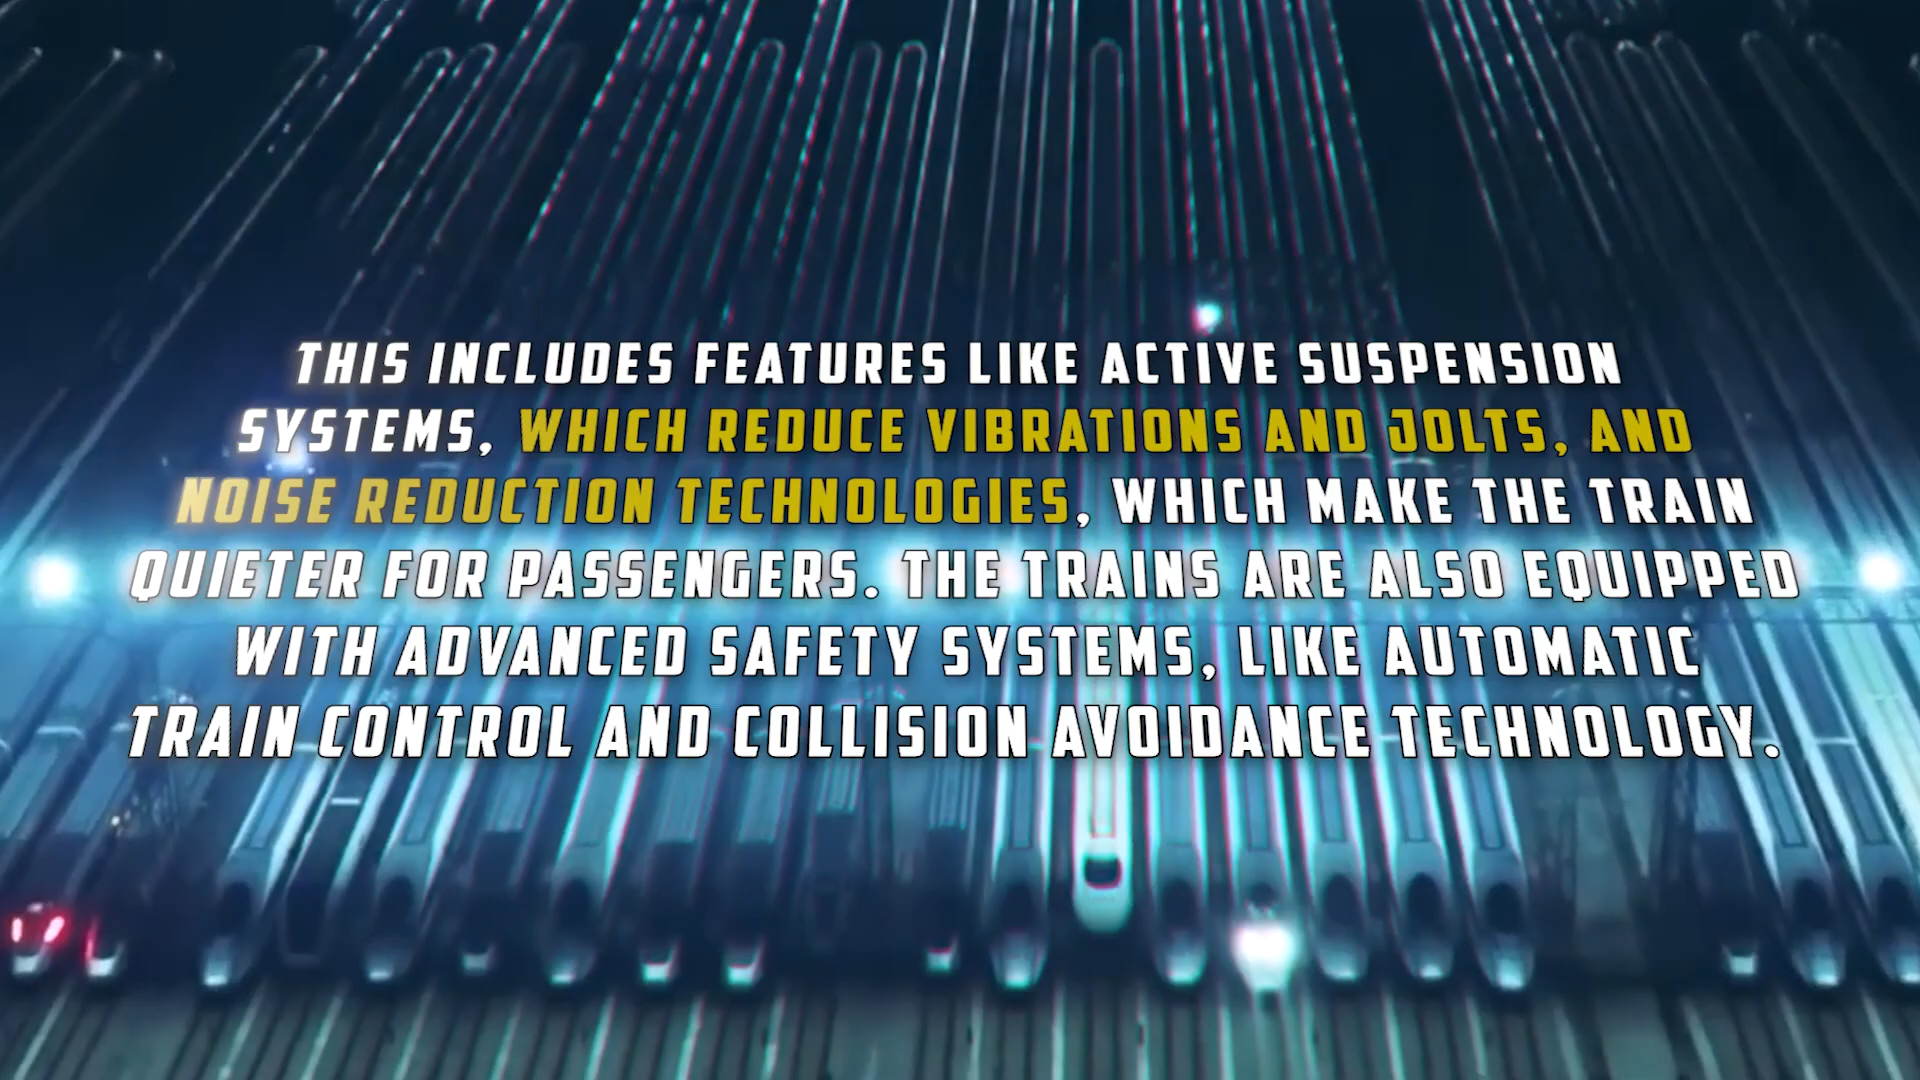 THIS INCLUDES FEATURES LIKE ACTIVE SUSPENSION
SYSTEMS, WHICH REDUCE VIBRATIONS AND JOLTS, AND
NOISE REDUCTION TECHNOLOGIES, WHICH MAKE THE TRAIN
QUIETER FOR PASSENGERS. THE TRAINS ARE ALSO EQUIPPED
WITH ADVANCED SAFETY SYSTEMS, LIKE AUTOMATIC
TRAIN CONTROL AND COLLISION AVOIDANCE TECHNOLOGY.